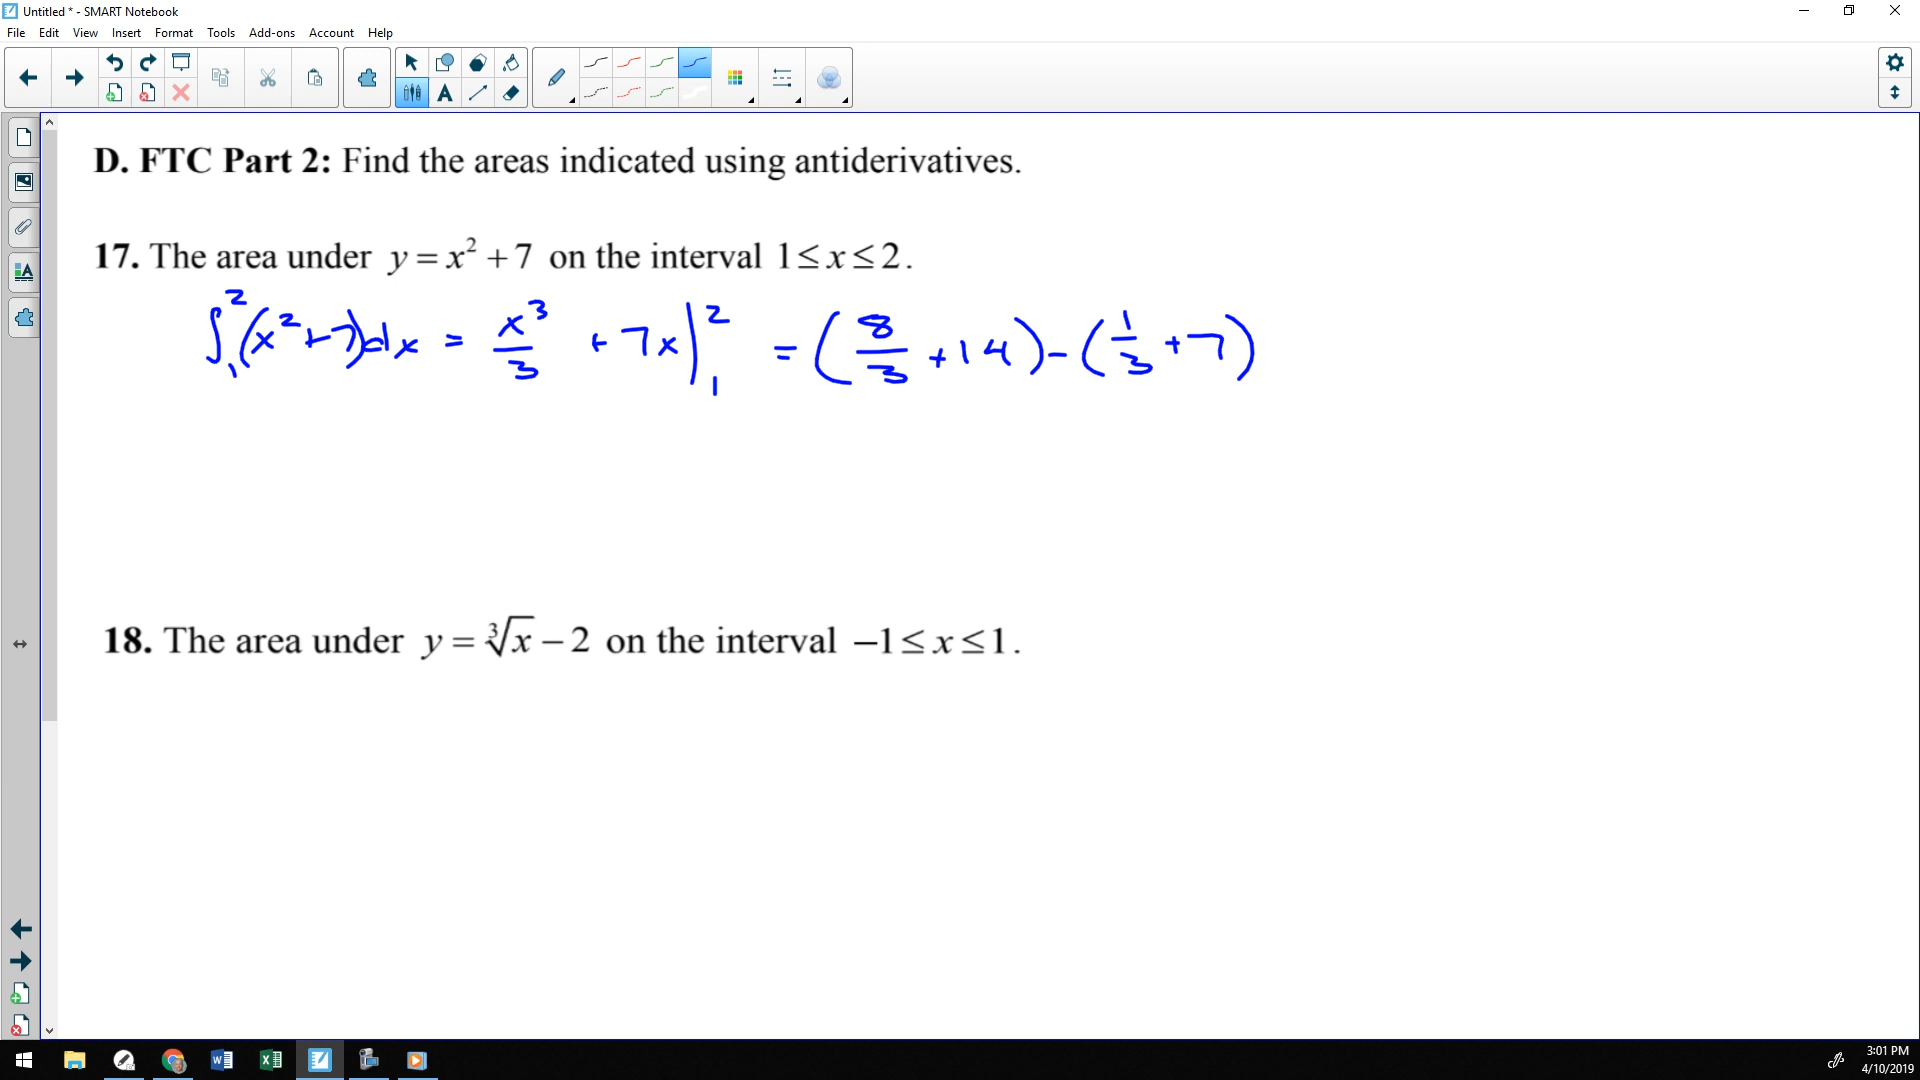 Untitled * - SMART Notebook
File Edit View Insert Format Tools Add-ons Account Help
D. FTC Part 2: Find the areas indicated using antiderivatives.
17. The area under y = x² + 7 on the interval 1 ≤ x ≤ 2.
∫₁² (x² + 7) dx = x³/3 + 7x |₁² = (8/3 + 14) - (1/3 + 7)
18. The area under y = ∛x − 2 on the interval −1 ≤ x ≤ 1.
3:01 PM
4/10/2019